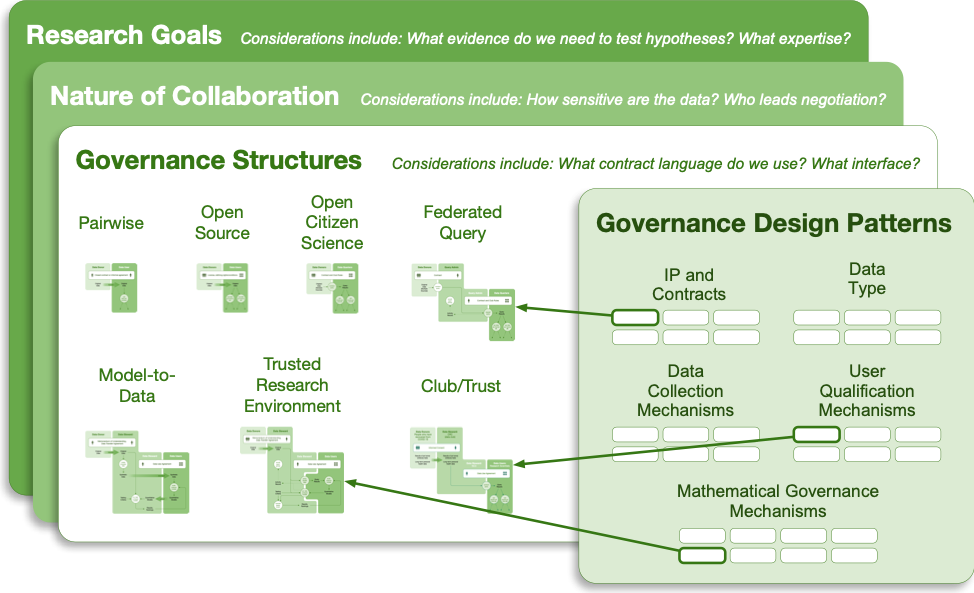 Research Goals Considerations include: What evidence do we need to test hypotheses? What expertise?
Nature of Collaboration Considerations include: How sensitive are the data? Who leads negotiation?
Governance Structures Considerations include: What contract language do we use? What interface?
Pairwise
Open
Source
Open
Citizen
Science
Federated
Query
Model-to-
Data
Trusted
Research
Environment
Club/Trust
Governance Design Patterns
IP and
Contracts
Data
Type
Data
Collection
Mechanisms
User
Qualification
Mechanisms
Mathematical Governance
Mechanisms